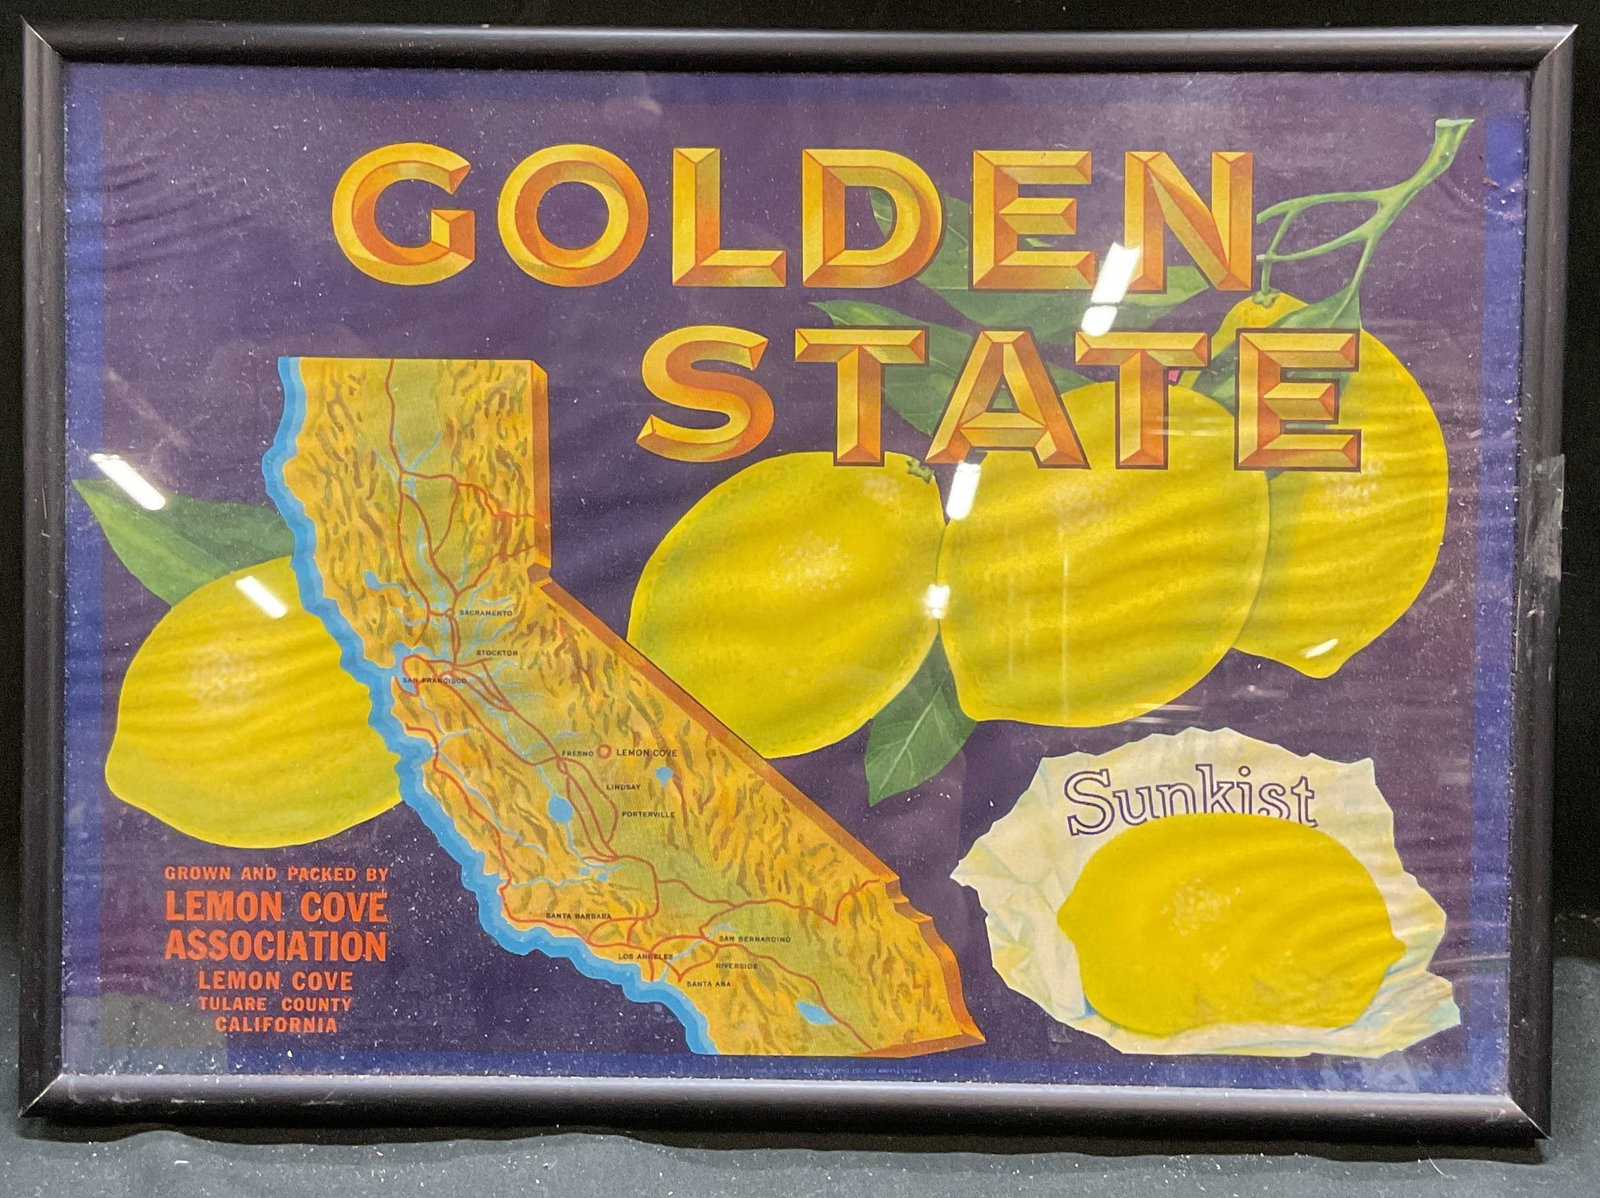 GOLDEN
STATE
SACRAMENTO
STOCKTON
SAN FRANCISCO
FRESNO LEMON COVE
LINDSAY
PORTERVILLE
SANTA BARBARA
SAN BERNARDINO
LOS ANGELES
RIVERSIDE
SANTA ANA
Sunkist
GROWN AND PACKED BY
LEMON COVE
ASSOCIATION
LEMON COVE
TULARE COUNTY
CALIFORNIA